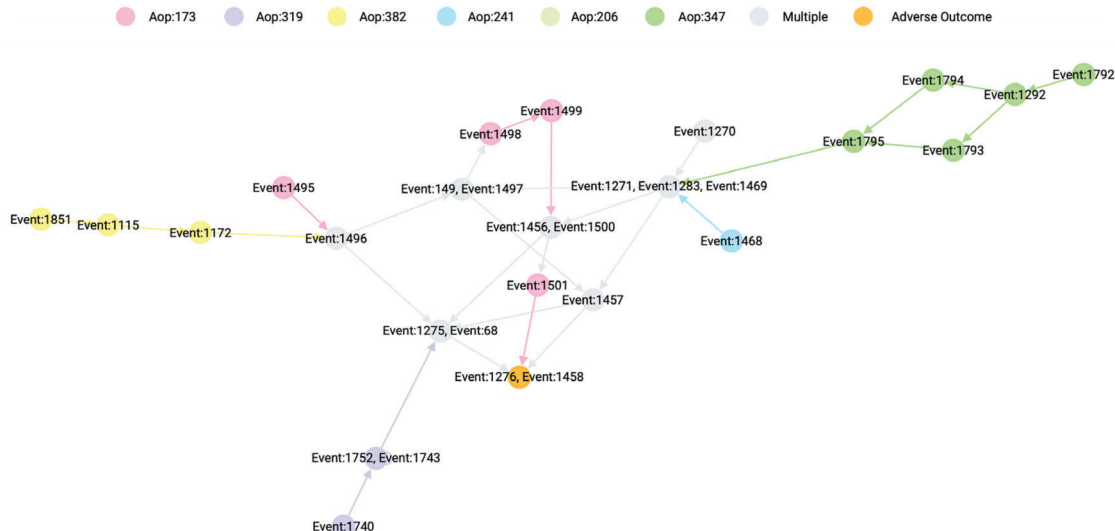 Aop:173 Aop:319 Aop:382 Aop:241 Aop:206 Aop:347 Multiple Adverse Outcome
Event:1792
Event:1794
Event:1292
Event:1499
Event:1498
Event:1270
Event:1795
Event:1793
Event:1495
Event:149, Event:1497
Event:1271, Event:1283, Event:1469
Event:1851
Event:1115
Event:1172
Event:1496
Event:1456, Event:1500
Event:1468
Event:1501
Event:1457
Event:1275, Event:68
Event:1276, Event:1458
Event:1752, Event:1743
Event:1740